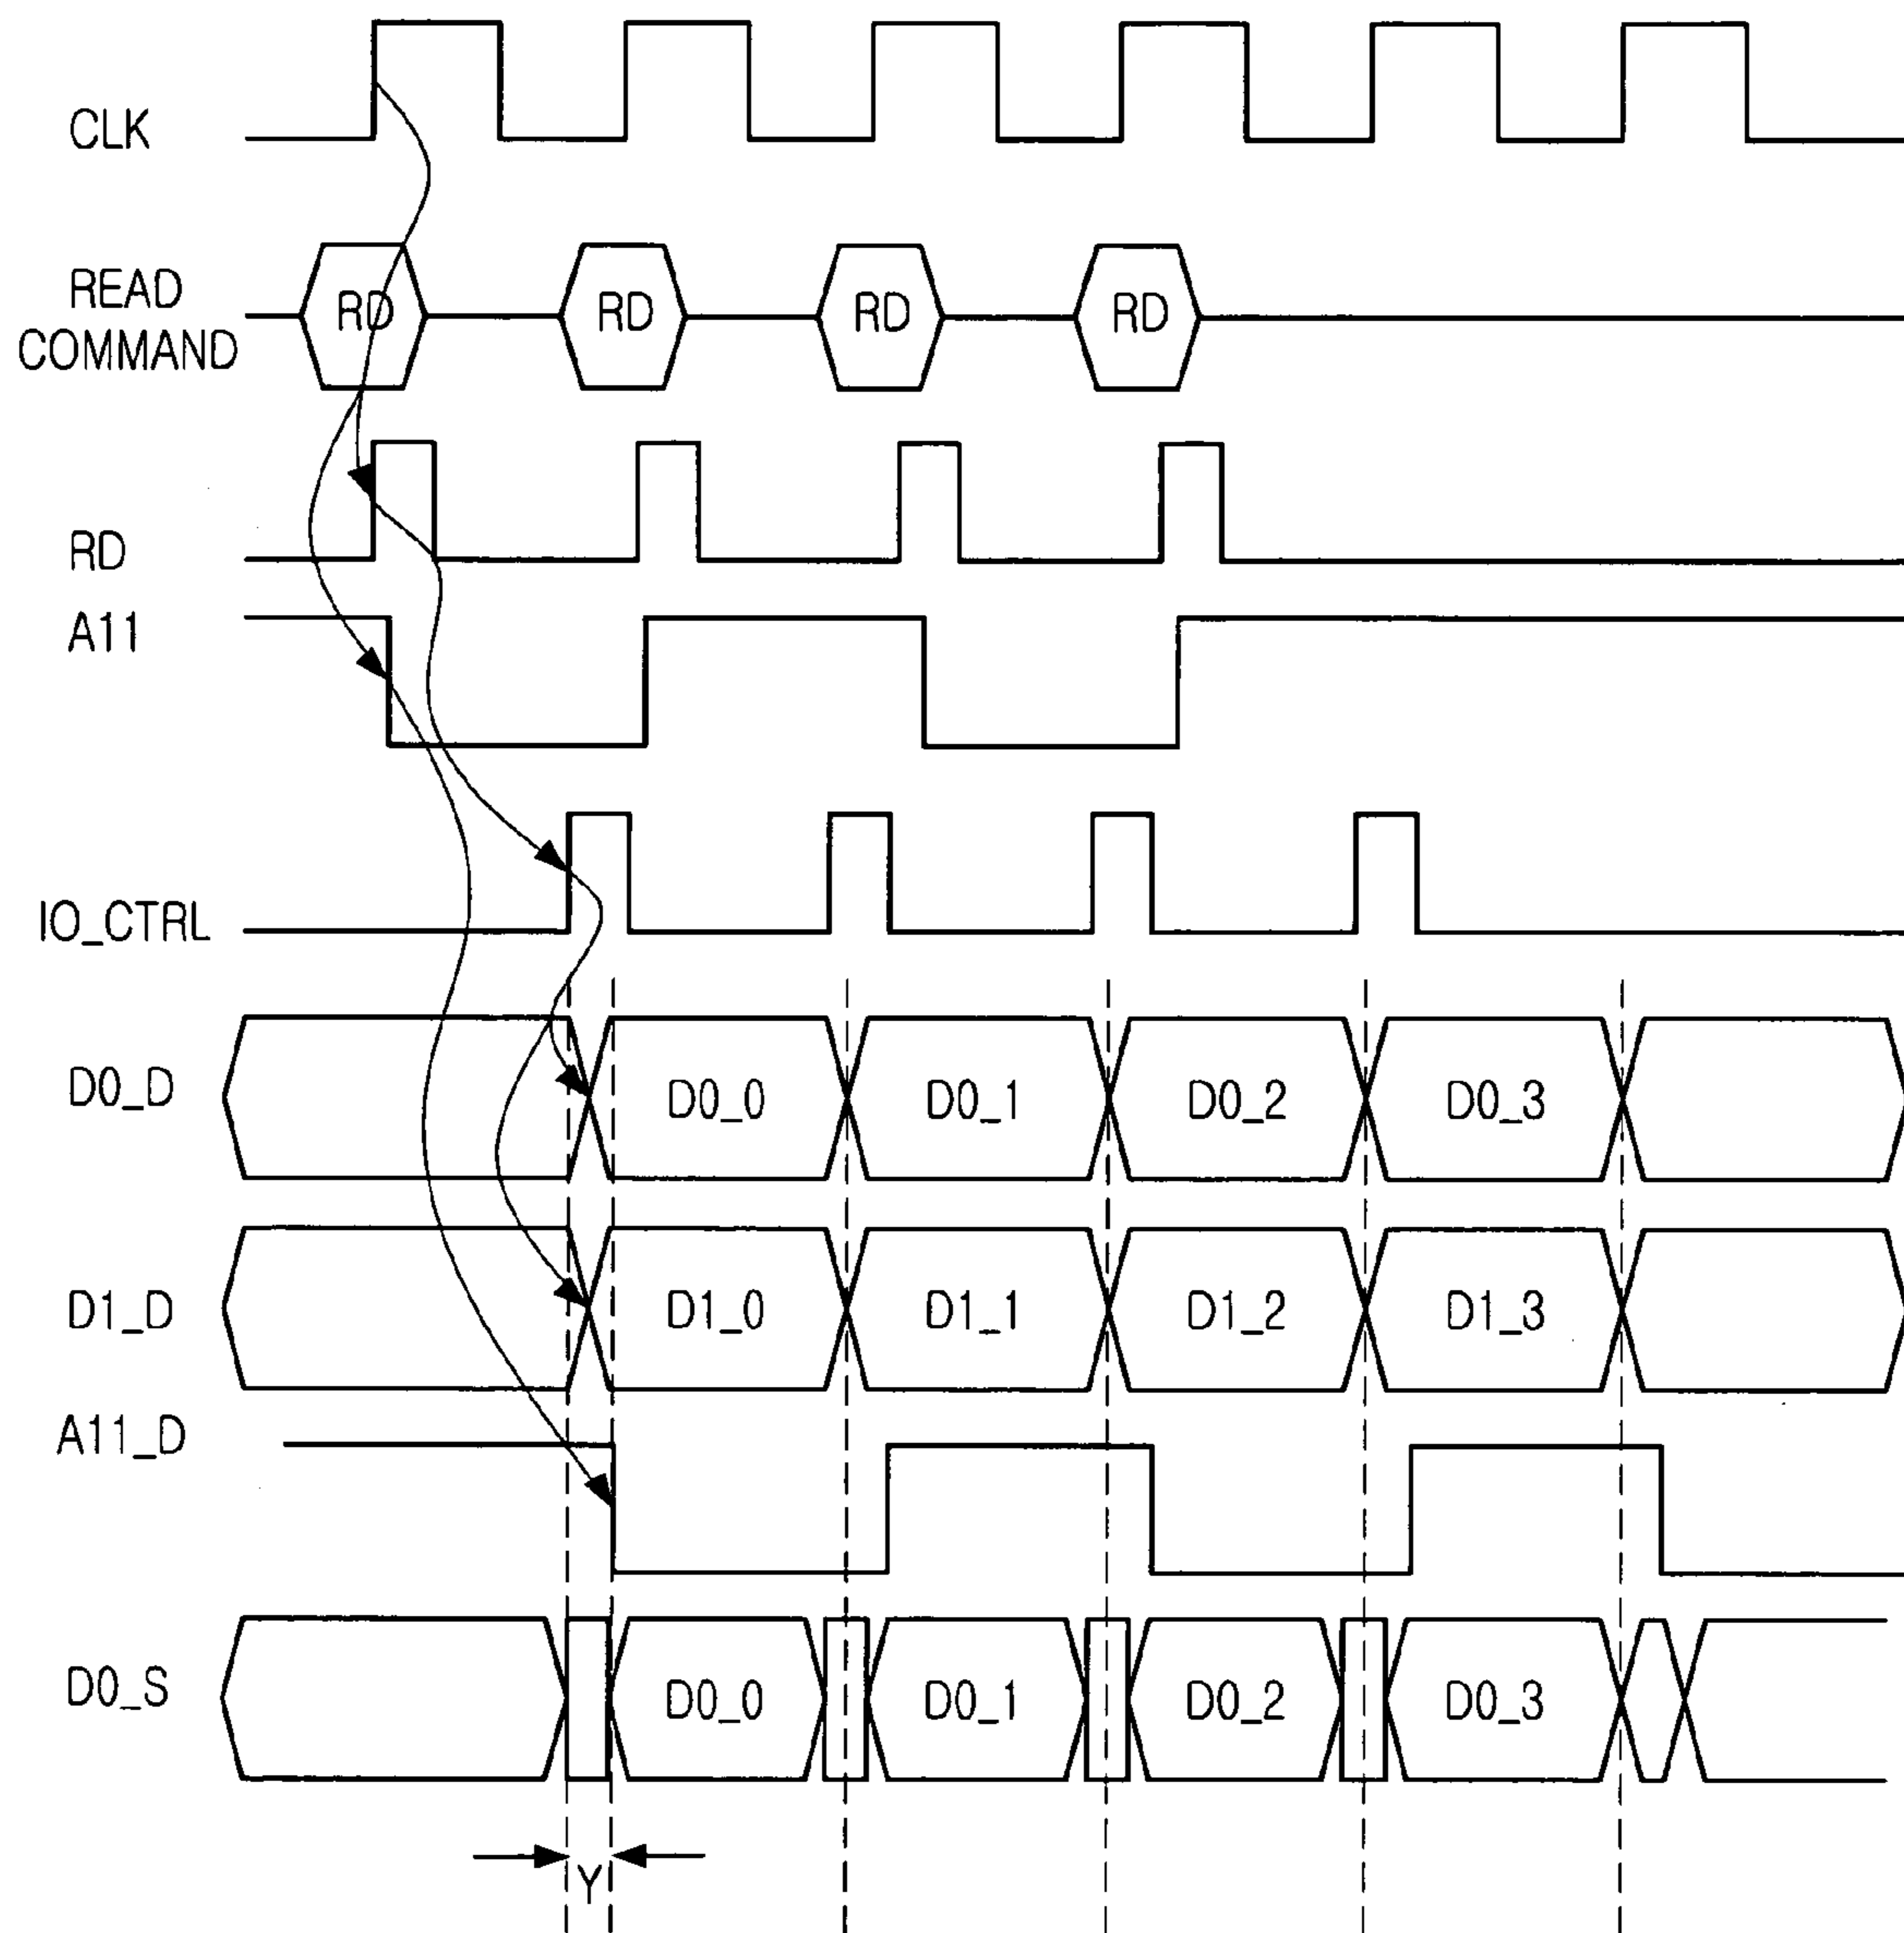 CLK
READ
COMMAND
RD RD RD RD
RD
A11
IO_CTRL
D0_D D0_0 D0_1 D0_2 D0_3
D1_D D1_0 D1_1 D1_2 D1_3
A11_D
D0_S D0_0 D0_1 D0_2 D0_3
Y